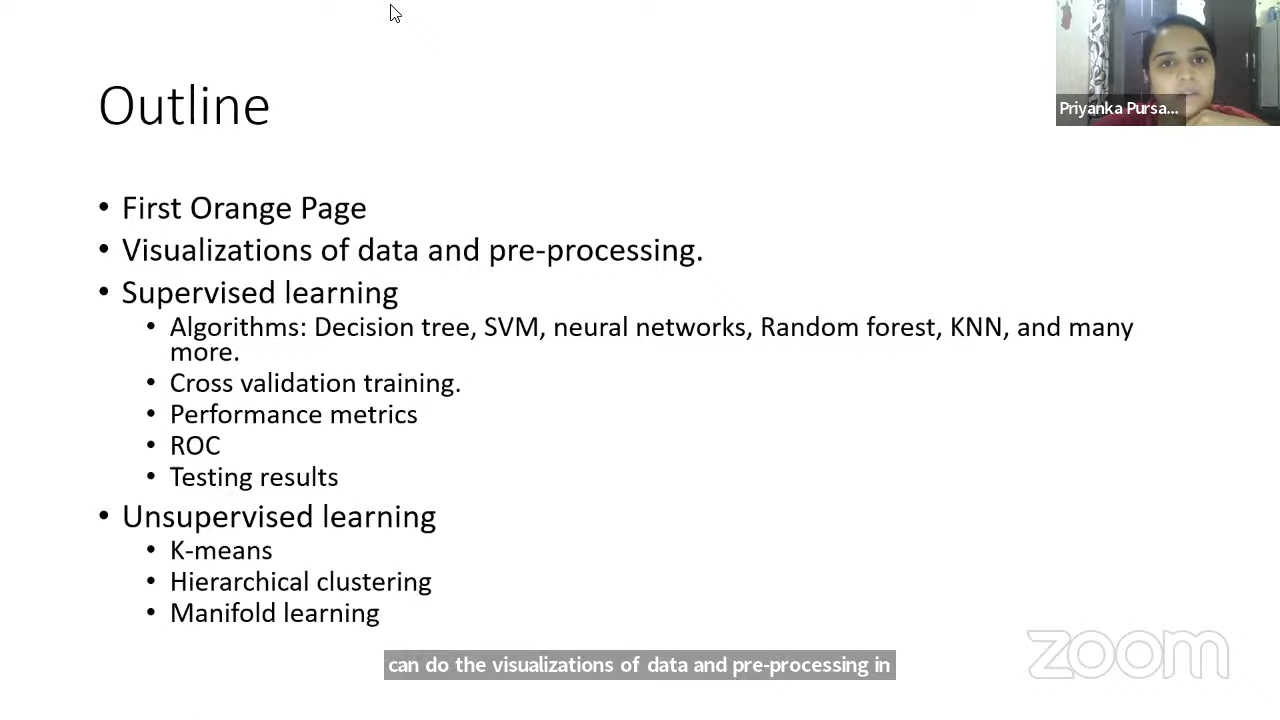 Outline
Priyanka Pursa...
• First Orange Page
• Visualizations of data and pre-processing.
• Supervised learning
• Algorithms: Decision tree, SVM, neural networks, Random forest, KNN, and many
more.
• Cross validation training.
• Performance metrics
• ROC
• Testing results
• Unsupervised learning
• K-means
• Hierarchical clustering
• Manifold learning
can do the visualizations of data and pre-processing in
zoom